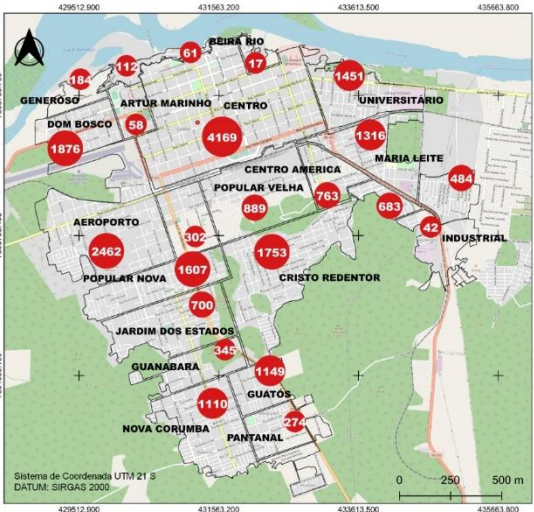 429512.900 431563.200 433613.500 435663.800
BEIRA RIO
61
17
112
184
1451
GENEROSO
ARTUR MARINHO
CENTRO
UNIVERSITÁRIO
DOM BOSCO
58
4169
1316
1876
MARIA LEITE
CENTRO AMERICA
484
POPULAR VELHA
763
683
889
AEROPORTO
42
302
INDUSTRIAL
2462
1753
1607
POPULAR NOVA
CRISTO REDENTOR
700
JARDIM DOS ESTADOS
345
GUANABARA
1149
GUATÓS
1110
274
NOVA CORUMBA
PANTANAL
Sistema de Coordenada UTM 21 S
DATUM: SIRGAS 2000
0 250 500 m
429512.900 431563.200 433613.500 435663.800